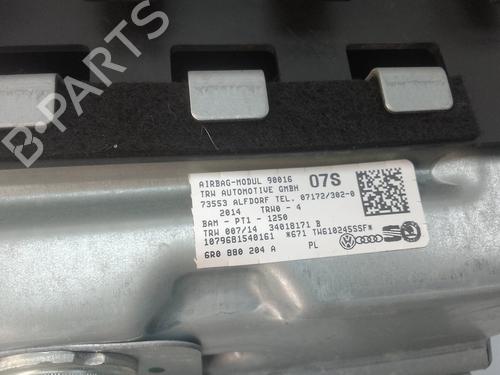 AIRBAG-MODUL 90016 07S
TRW AUTOMOTIVE GMBH
73553 ALFDORF TEL. 07172/302-0
2014 TRW0 - 4
BAM - PT1 - 1250
TRW 007/14 34018171 B
1079681540161 *671 TWG10245SSF*
6R0 880 204 A PL
B-PARTS